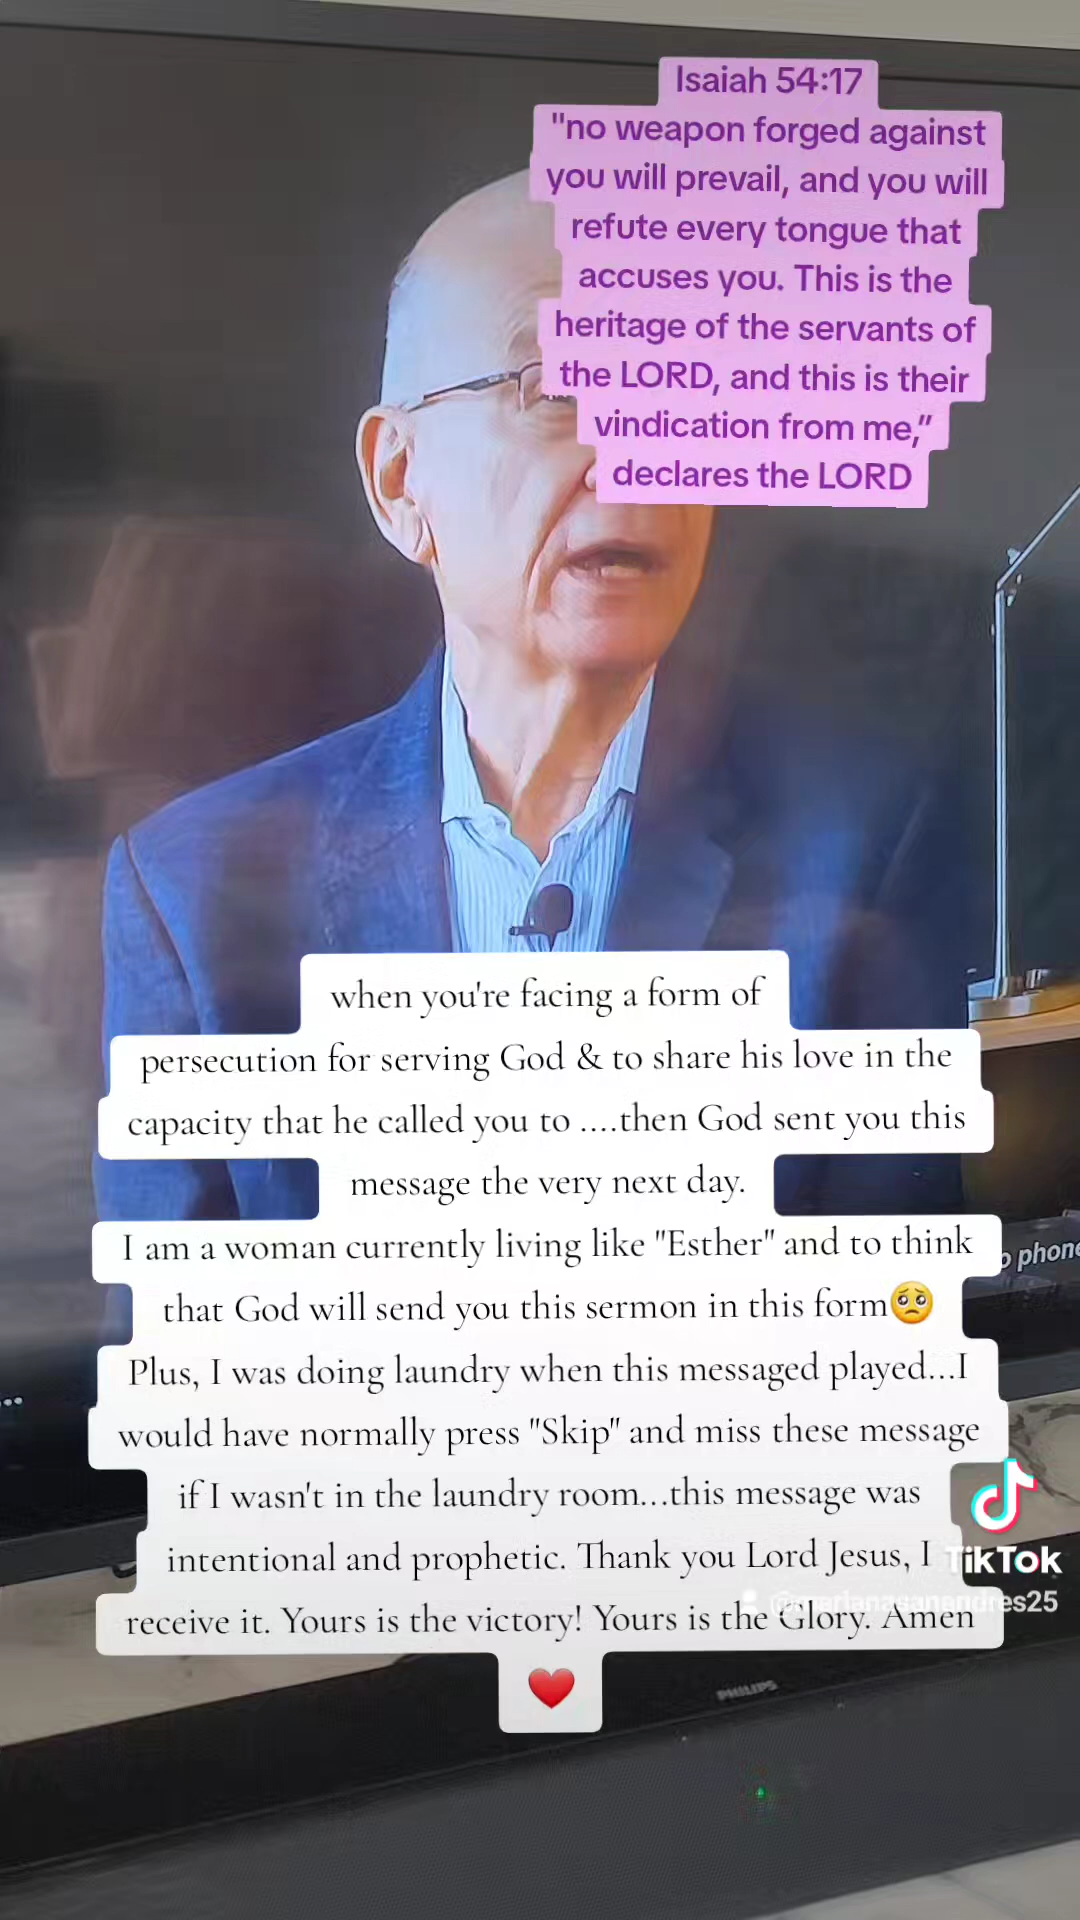 Isaiah 54:17
"no weapon forged against
you will prevail, and you will
refute every tongue that
accuses you. This is the
heritage of the servants of
the LORD, and this is their
vindication from me,”
declares the LORD
when you're facing a form of
persecution for serving God & to share his love in the
capacity that he called you to ....then God sent you this
message the very next day.
I am a woman currently living like "Esther" and to think
phone
that God will send you this sermon in this form🥺
Plus, I was doing laundry when this messaged played...I
would have normally press "Skip" and miss these message
if I wasn't in the laundry room...this message was
intentional and prophetic. Thank you Lord Jesus, I
TikTok
receive it. Yours is the victory! Yours is the Glory. Amen
❤️
PHILIPS